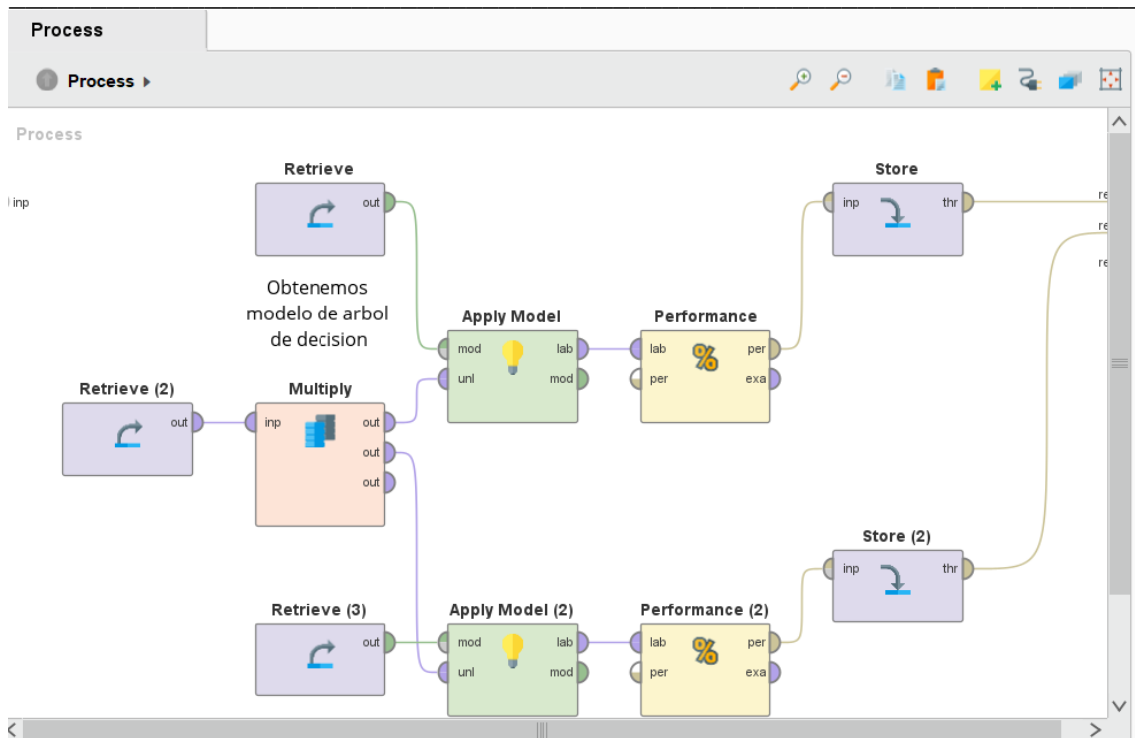 Process
Process
Process
inp
Retrieve
out
Store
inp
thr
re
re
re
Obtenemos
modelo de arbol
de decision
Apply Model
mod
lab
unl
mod
Performance
lab
per
per
exa
Retrieve (2)
out
Multiply
inp
out
out
out
Store (2)
inp
thr
Retrieve (3)
out
Apply Model (2)
mod
lab
unl
mod
Performance (2)
lab
per
per
exa